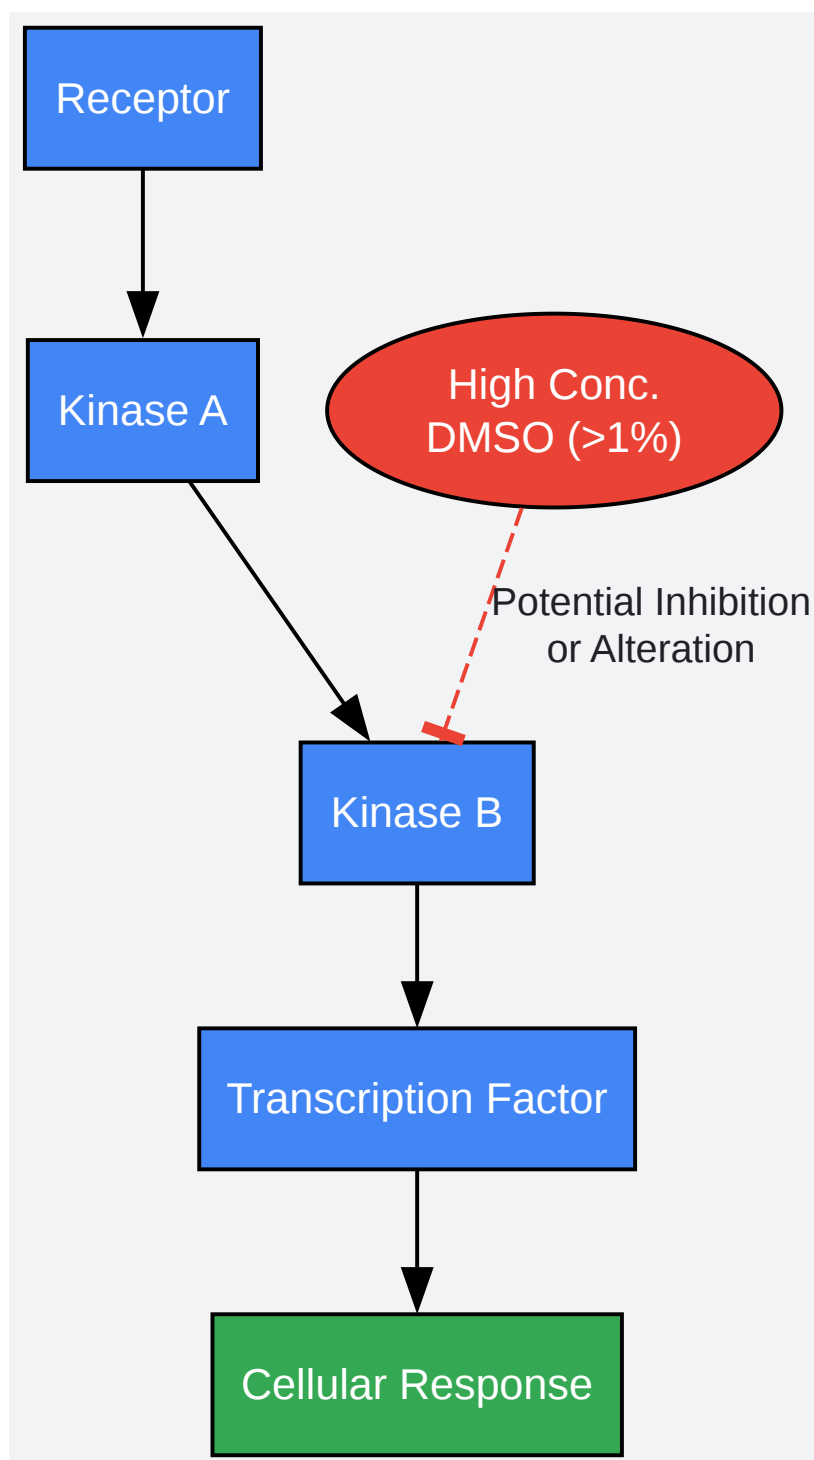 Receptor
Kinase A
High Conc.
DMSO (>1%)
Potential Inhibition
or Alteration
Kinase B
Transcription Factor
Cellular Response